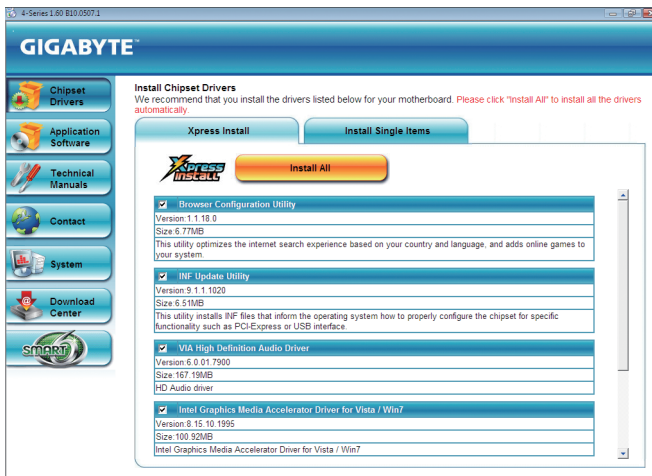 4-Series 1.60 B10.0507.1
GIGABYTE™
Chipset
Drivers
Application
Software
Technical
Manuals
Contact
System
Download
Center
SMART 6
Install Chipset Drivers
We recommend that you install the drivers listed below for your motherboard. Please click "Install All" to install all the drivers
automatically.
Xpress Install
Install Single Items
Xpress
Install
Install All
Browser Configuration Utility
Version:1.1.18.0
Size:6.77MB
This utility optimizes the internet search experience based on your country and language, and adds online games to
your system.
INF Update Utility
Version:9.1.1.1020
Size:6.51MB
This utility installs INF files that inform the operating system how to properly configure the chipset for specific
functionality such as PCI-Express or USB interface.
VIA High Definition Audio Driver
Version:6.0.01.7900
Size:167.19MB
HD Audio driver
Intel Graphics Media Accelerator Driver for Vista / Win7
Version:8.15.10.1995
Size:100.92MB
Intel Graphics Media Accelerator Driver for Vista / Win7